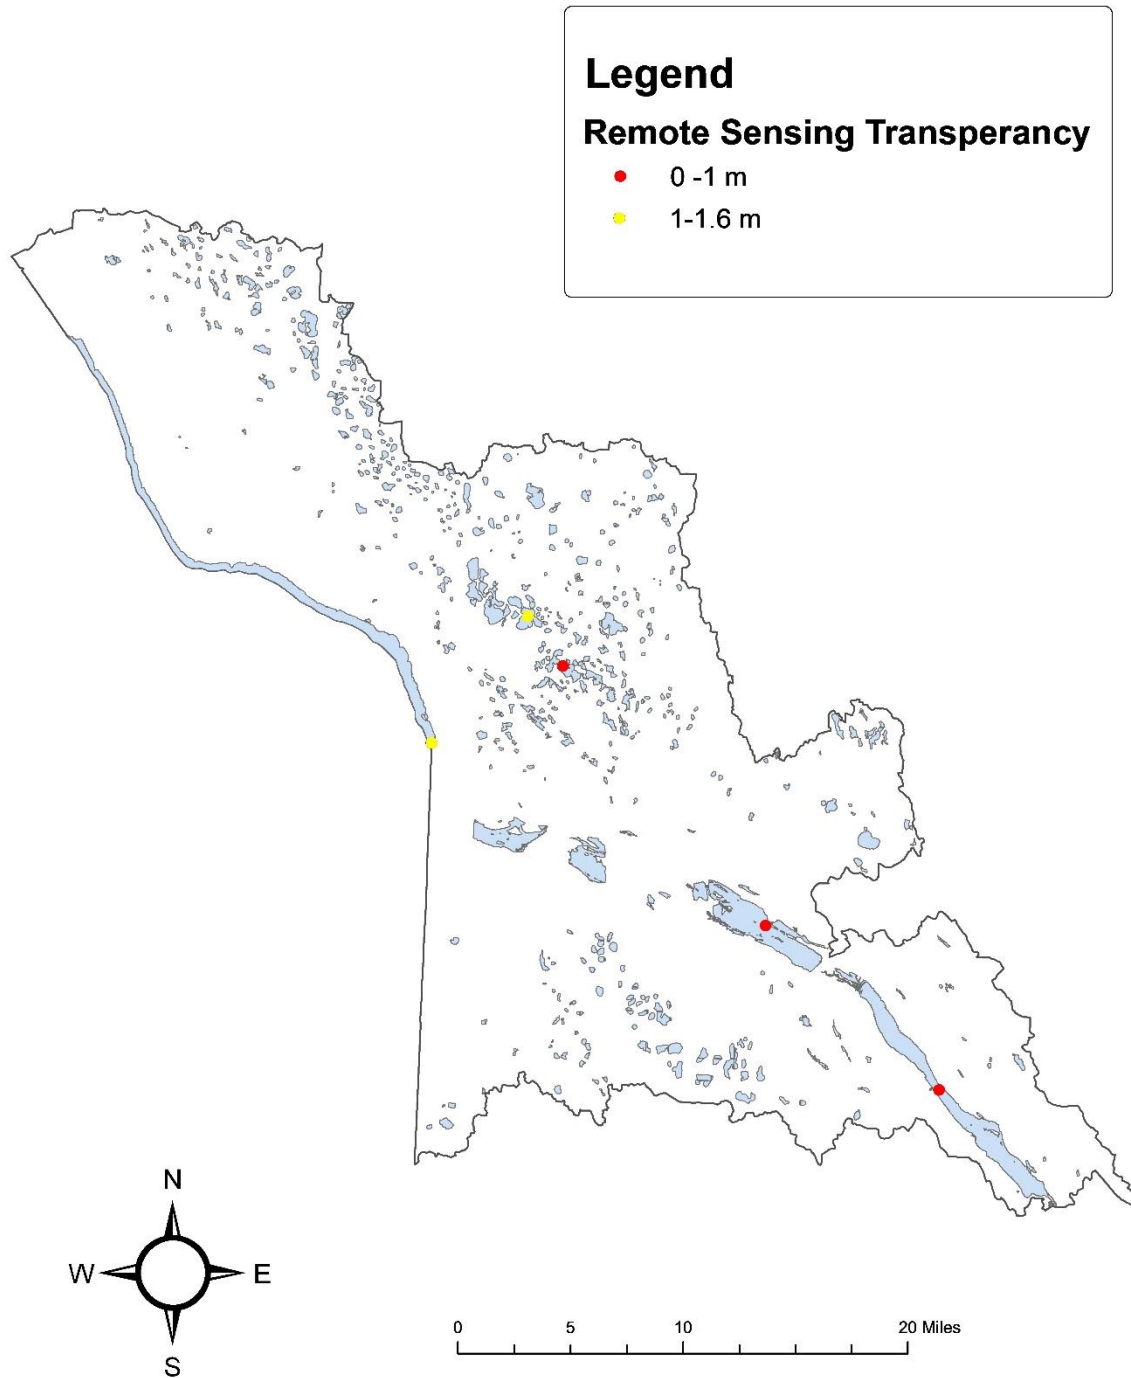 Legend
Remote Sensing Transperancy
0 -1 m
1-1.6 m
N
W E
S
0 5 10 20 Miles